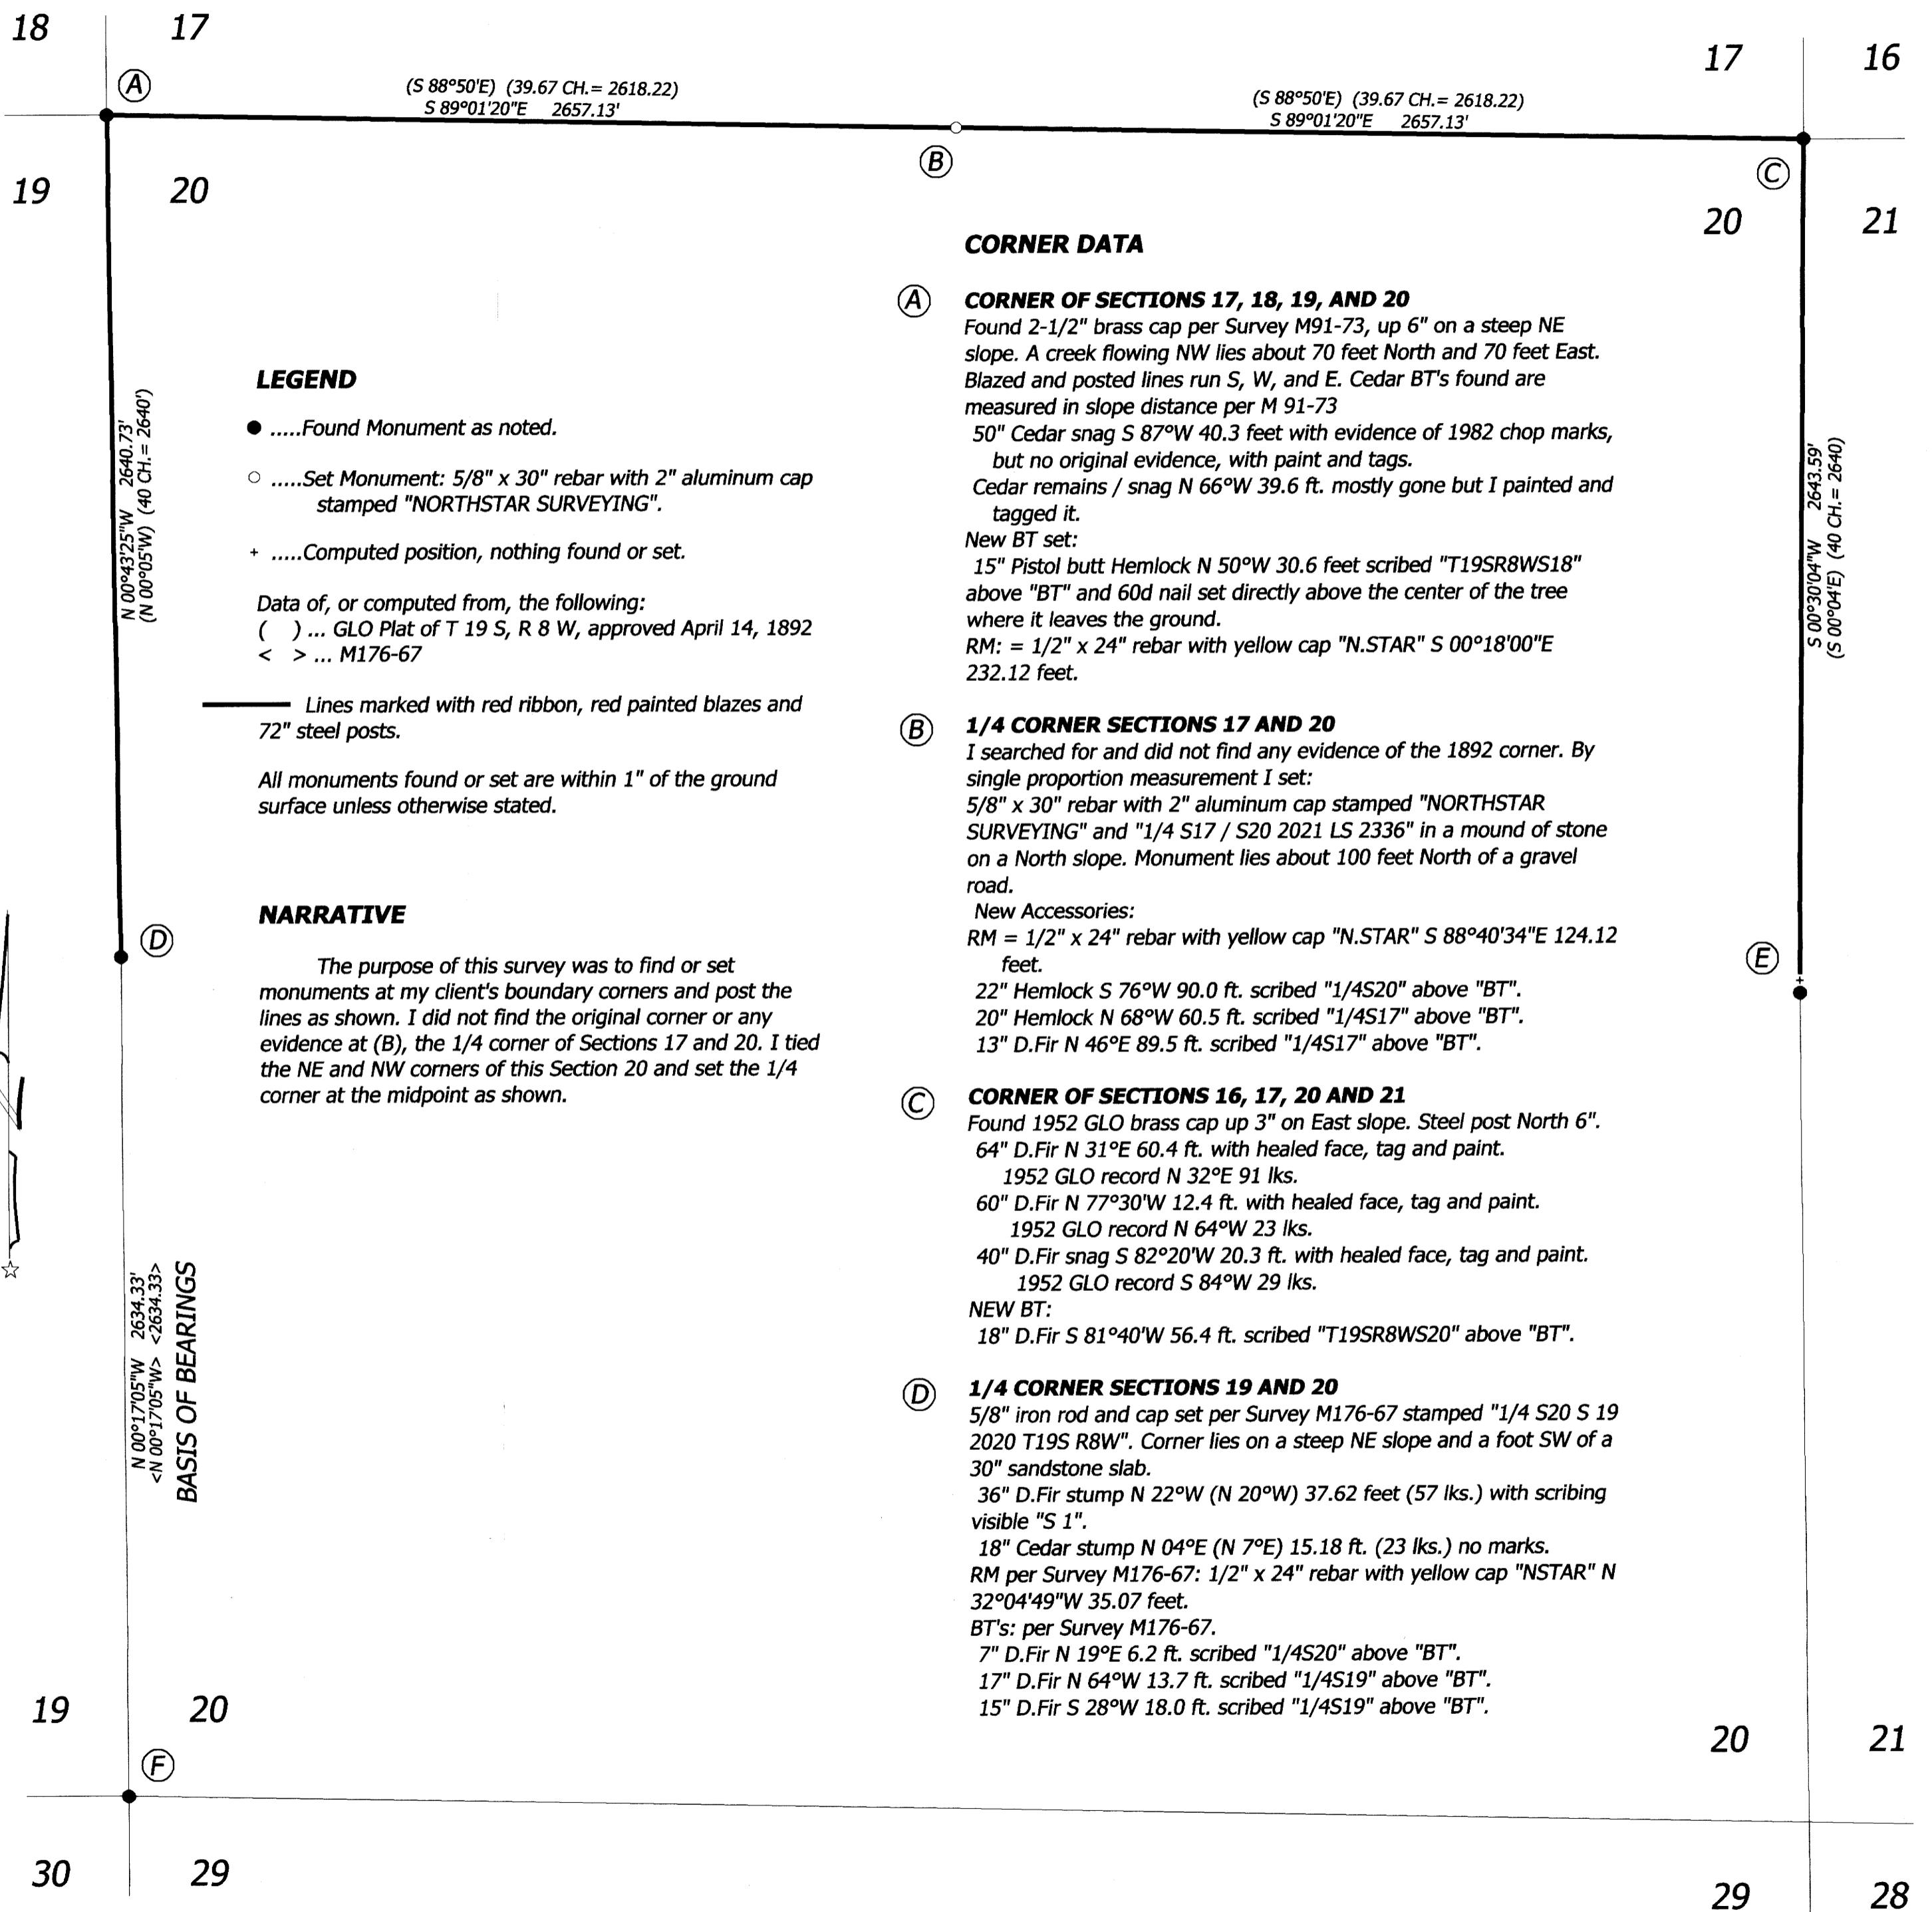 18 17
17 16
A
(S 88°50'E) (39.67 CH.= 2618.22)
S 89°01'20"E 2657.13'
(S 88°50'E) (39.67 CH.= 2618.22)
S 89°01'20"E 2657.13'
B
C
19 20
20 21
N 00°43'25"W 2640.73'
(N 00°05'W) (40 CH.= 2640')
LEGEND
.....Found Monument as noted.
.....Set Monument: 5/8" x 30" rebar with 2" aluminum cap
stamped "NORTHSTAR SURVEYING".
+ .....Computed position, nothing found or set.
Data of, or computed from, the following:
( ) ... GLO Plat of T 19 S, R 8 W, approved April 14, 1892
< > ... M176-67
Lines marked with red ribbon, red painted blazes and
72" steel posts.
All monuments found or set are within 1" of the ground
surface unless otherwise stated.
NARRATIVE
The purpose of this survey was to find or set
monuments at my client's boundary corners and post the
lines as shown. I did not find the original corner or any
evidence at (B), the 1/4 corner of Sections 17 and 20. I tied
the NE and NW corners of this Section 20 and set the 1/4
corner at the midpoint as shown.
D
N 00°17'05"W 2634.33'
<N 00°17'05"W> <2634.33>
BASIS OF BEARINGS
CORNER DATA
A CORNER OF SECTIONS 17, 18, 19, AND 20
Found 2-1/2" brass cap per Survey M91-73, up 6" on a steep NE
slope. A creek flowing NW lies about 70 feet North and 70 feet East.
Blazed and posted lines run S, W, and E. Cedar BT's found are
measured in slope distance per M 91-73
50" Cedar snag S 87°W 40.3 feet with evidence of 1982 chop marks,
but no original evidence, with paint and tags.
Cedar remains / snag N 66°W 39.6 ft. mostly gone but I painted and
tagged it.
New BT set:
15" Pistol butt Hemlock N 50°W 30.6 feet scribed "T19SR8WS18"
above "BT" and 60d nail set directly above the center of the tree
where it leaves the ground.
RM: = 1/2" x 24" rebar with yellow cap "N.STAR" S 00°18'00"E
232.12 feet.
B 1/4 CORNER SECTIONS 17 AND 20
I searched for and did not find any evidence of the 1892 corner. By
single proportion measurement I set:
5/8" x 30" rebar with 2" aluminum cap stamped "NORTHSTAR
SURVEYING" and "1/4 S17 / S20 2021 LS 2336" in a mound of stone
on a North slope. Monument lies about 100 feet North of a gravel
road.
New Accessories:
RM = 1/2" x 24" rebar with yellow cap "N.STAR" S 88°40'34"E 124.12
feet.
22" Hemlock S 76°W 90.0 ft. scribed "1/4S20" above "BT".
20" Hemlock N 68°W 60.5 ft. scribed "1/4S17" above "BT".
13" D.Fir N 46°E 89.5 ft. scribed "1/4S17" above "BT".
C CORNER OF SECTIONS 16, 17, 20 AND 21
Found 1952 GLO brass cap up 3" on East slope. Steel post North 6".
64" D.Fir N 31°E 60.4 ft. with healed face, tag and paint.
1952 GLO record N 32°E 91 lks.
60" D.Fir N 77°30'W 12.4 ft. with healed face, tag and paint.
1952 GLO record N 64°W 23 lks.
40" D.Fir snag S 82°20'W 20.3 ft. with healed face, tag and paint.
1952 GLO record S 84°W 29 lks.
NEW BT:
18" D.Fir S 81°40'W 56.4 ft. scribed "T19SR8WS20" above "BT".
D 1/4 CORNER SECTIONS 19 AND 20
5/8" iron rod and cap set per Survey M176-67 stamped "1/4 S20 S 19
2020 T19S R8W". Corner lies on a steep NE slope and a foot SW of a
30" sandstone slab.
36" D.Fir stump N 22°W (N 20°W) 37.62 feet (57 lks.) with scribing
visible "S 1".
18" Cedar stump N 04°E (N 7°E) 15.18 ft. (23 lks.) no marks.
RM per Survey M176-67: 1/2" x 24" rebar with yellow cap "NSTAR" N
32°04'49"W 35.07 feet.
BT's: per Survey M176-67.
7" D.Fir N 19°E 6.2 ft. scribed "1/4S20" above "BT".
17" D.Fir N 64°W 13.7 ft. scribed "1/4S19" above "BT".
15" D.Fir S 28°W 18.0 ft. scribed "1/4S19" above "BT".
S 00°30'04"W 2643.59'
(S 00°04'E) (40 CH.= 2640)
E
+
19 20
20 21
F
30 29
29 28